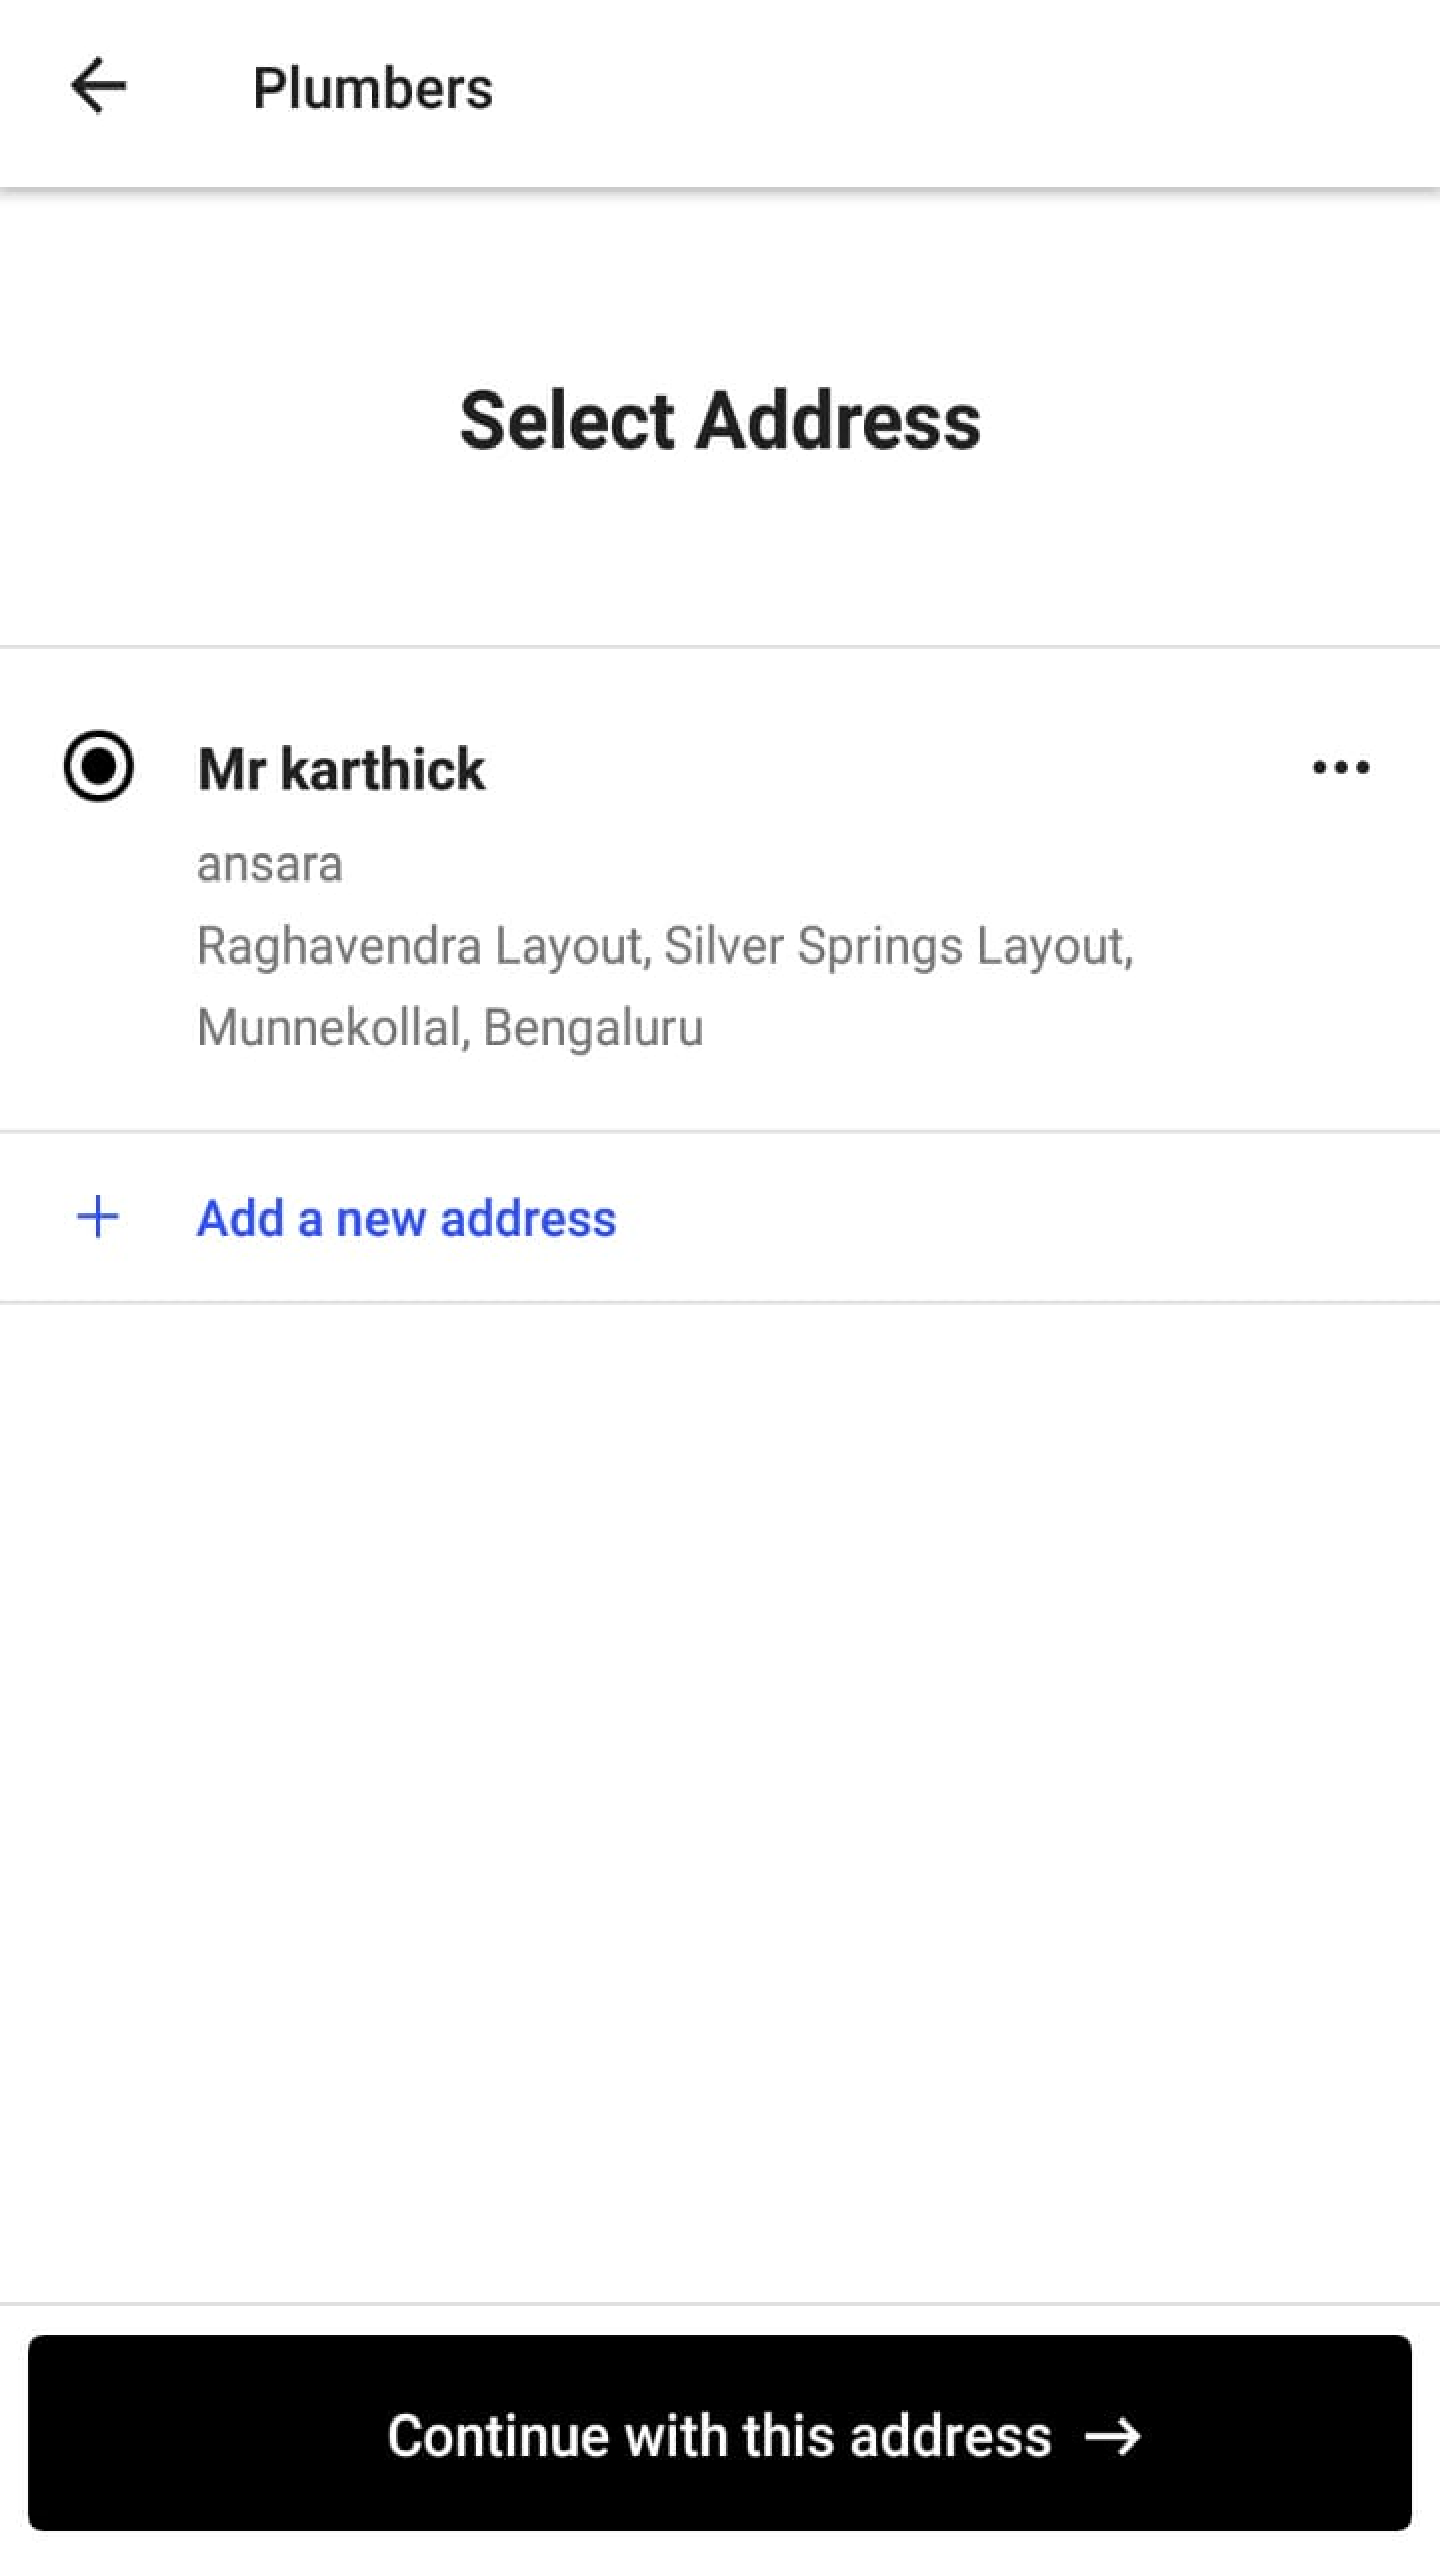 Plumbers
Select Address
Mr karthick
ansara
Raghavendra Layout, Silver Springs Layout,
Munnekollal, Bengaluru
Add a new address
Continue with this address